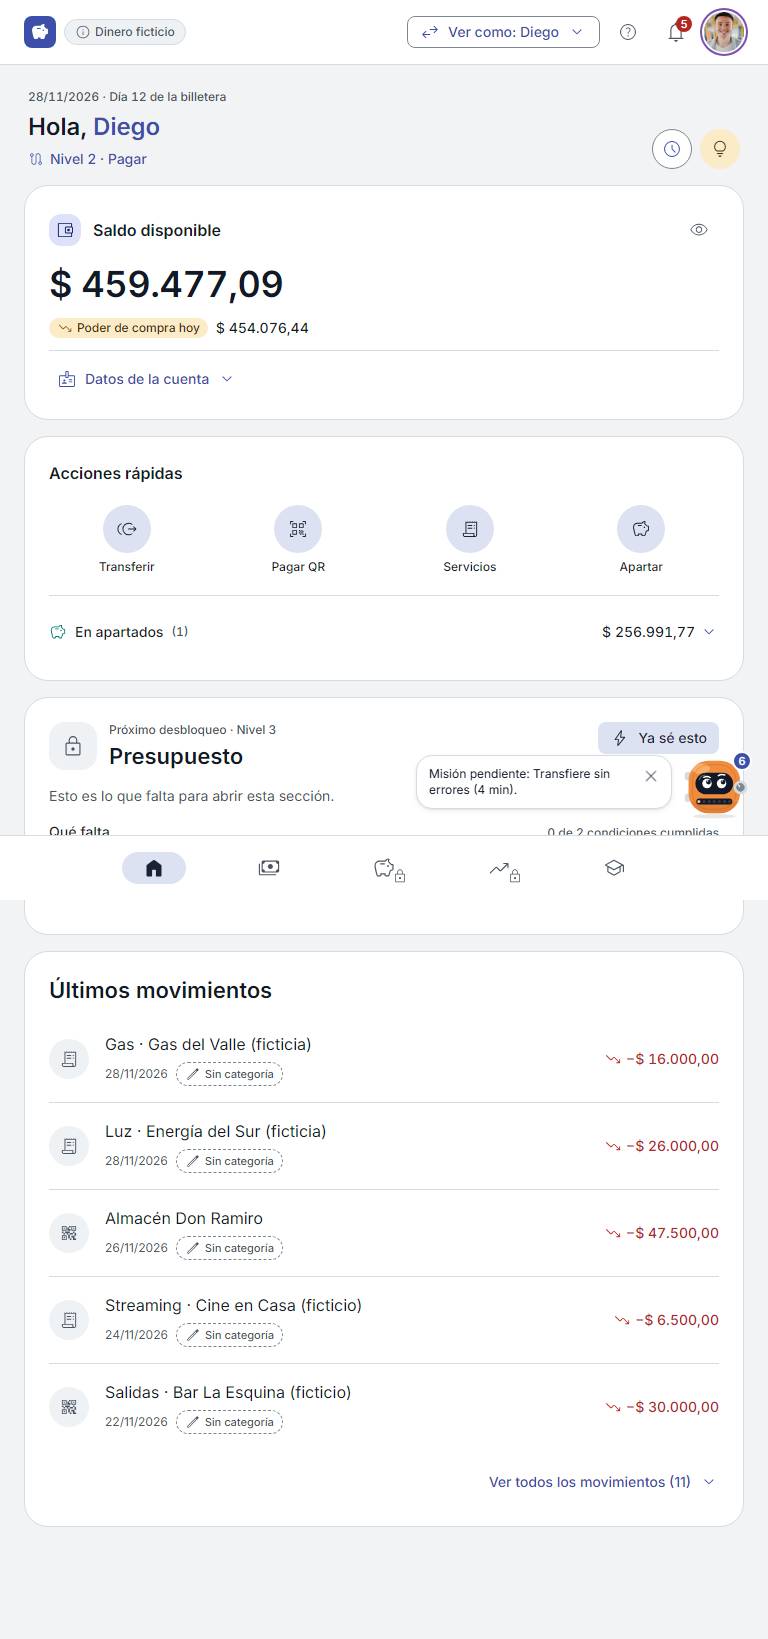 Dinero ficticio
Ver como: Diego
5
28/11/2026 · Día 12 de la billetera
Hola, Diego
Nivel 2 · Pagar
Saldo disponible
$ 459.477,09
Poder de compra hoy $ 454.076,44
Datos de la cuenta
Acciones rápidas
Transferir
Pagar QR
Servicios
Apartar
En apartados (1)
$ 256.991,77
Próximo desbloqueo · Nivel 3
Presupuesto
Ya sé esto
Esto es lo que falta para abrir esta sección.
Misión pendiente: Transfiere sin
errores (4 min).
6
Qué falta
0 de 2 condiciones cumplidas
Últimos movimientos
Gas · Gas del Valle (ficticia)
28/11/2026 Sin categoría
−$ 16.000,00
Luz · Energía del Sur (ficticia)
28/11/2026 Sin categoría
−$ 26.000,00
Almacén Don Ramiro
26/11/2026 Sin categoría
−$ 47.500,00
Streaming · Cine en Casa (ficticio)
24/11/2026 Sin categoría
−$ 6.500,00
Salidas · Bar La Esquina (ficticio)
22/11/2026 Sin categoría
−$ 30.000,00
Ver todos los movimientos (11)